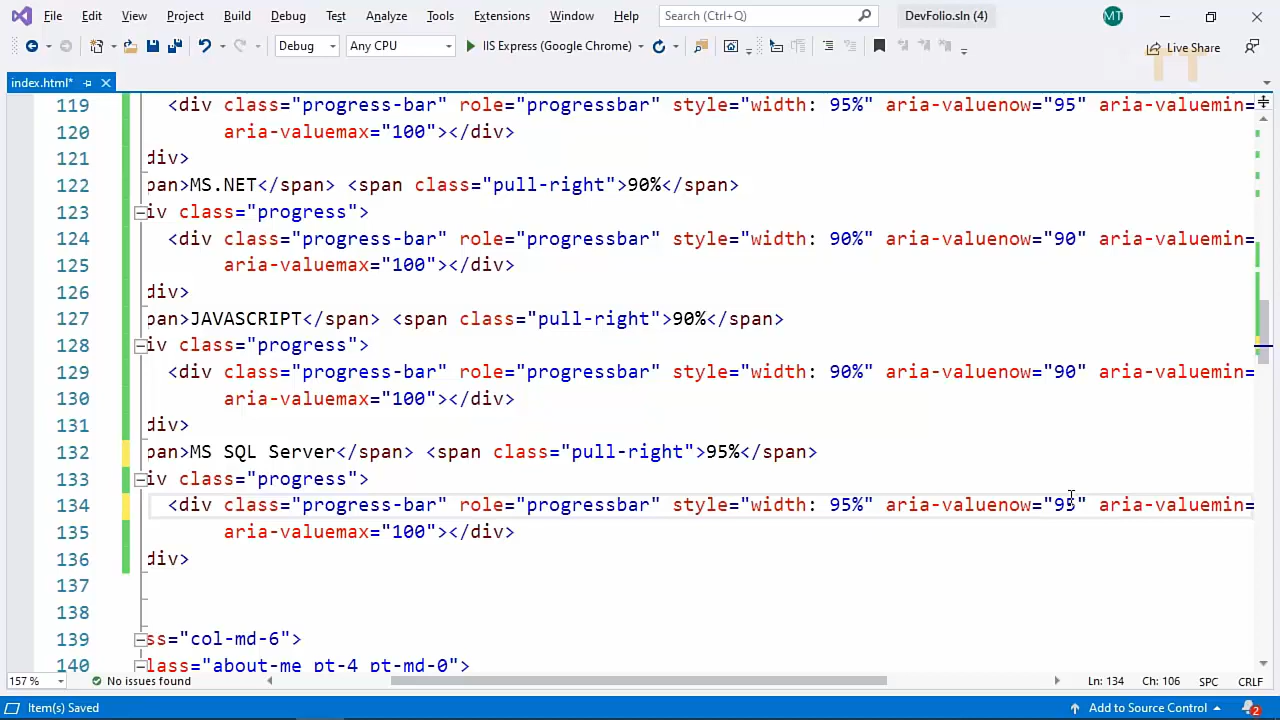 File Edit View Project Build Debug Test Analyze Tools Extensions Window Help Search (Ctrl+Q) DevFolio.sln (4) MT
Debug Any CPU IIS Express (Google Chrome) Live Share
TT
index.html*
119 <div class="progress-bar" role="progressbar" style="width: 95%" aria-valuenow="95" aria-valuemin=
120 aria-valuemax="100"></div>
121 div>
122 pan>MS.NET</span> <span class="pull-right">90%</span>
123 iv class="progress">
124 <div class="progress-bar" role="progressbar" style="width: 90%" aria-valuenow="90" aria-valuemin=
125 aria-valuemax="100"></div>
126 div>
127 pan>JAVASCRIPT</span> <span class="pull-right">90%</span>
128 iv class="progress">
129 <div class="progress-bar" role="progressbar" style="width: 90%" aria-valuenow="90" aria-valuemin=
130 aria-valuemax="100"></div>
131 div>
132 pan>MS SQL Server</span> <span class="pull-right">95%</span>
133 iv class="progress">
134 <div class="progress-bar" role="progressbar" style="width: 95%" aria-valuenow="95" aria-valuemin=
135 aria-valuemax="100"></div>
136 div>
137
138
139 ss="col-md-6">
140 lass="about-me pt-4 pt-md-0">
157 % No issues found Ln: 134 Ch: 106 SPC CRLF
Item(s) Saved Add to Source Control 2